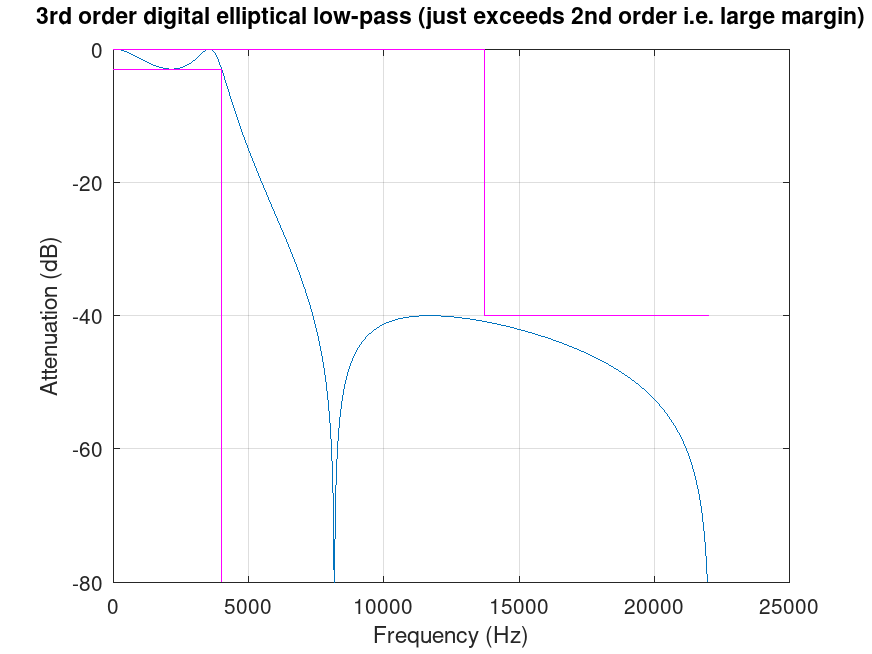 3rd order digital elliptical low-pass (just exceeds 2nd order i.e. large margin)
0
-20
-40
-60
-80
Attenuation (dB)
0 5000 10000 15000 20000 25000
Frequency (Hz)